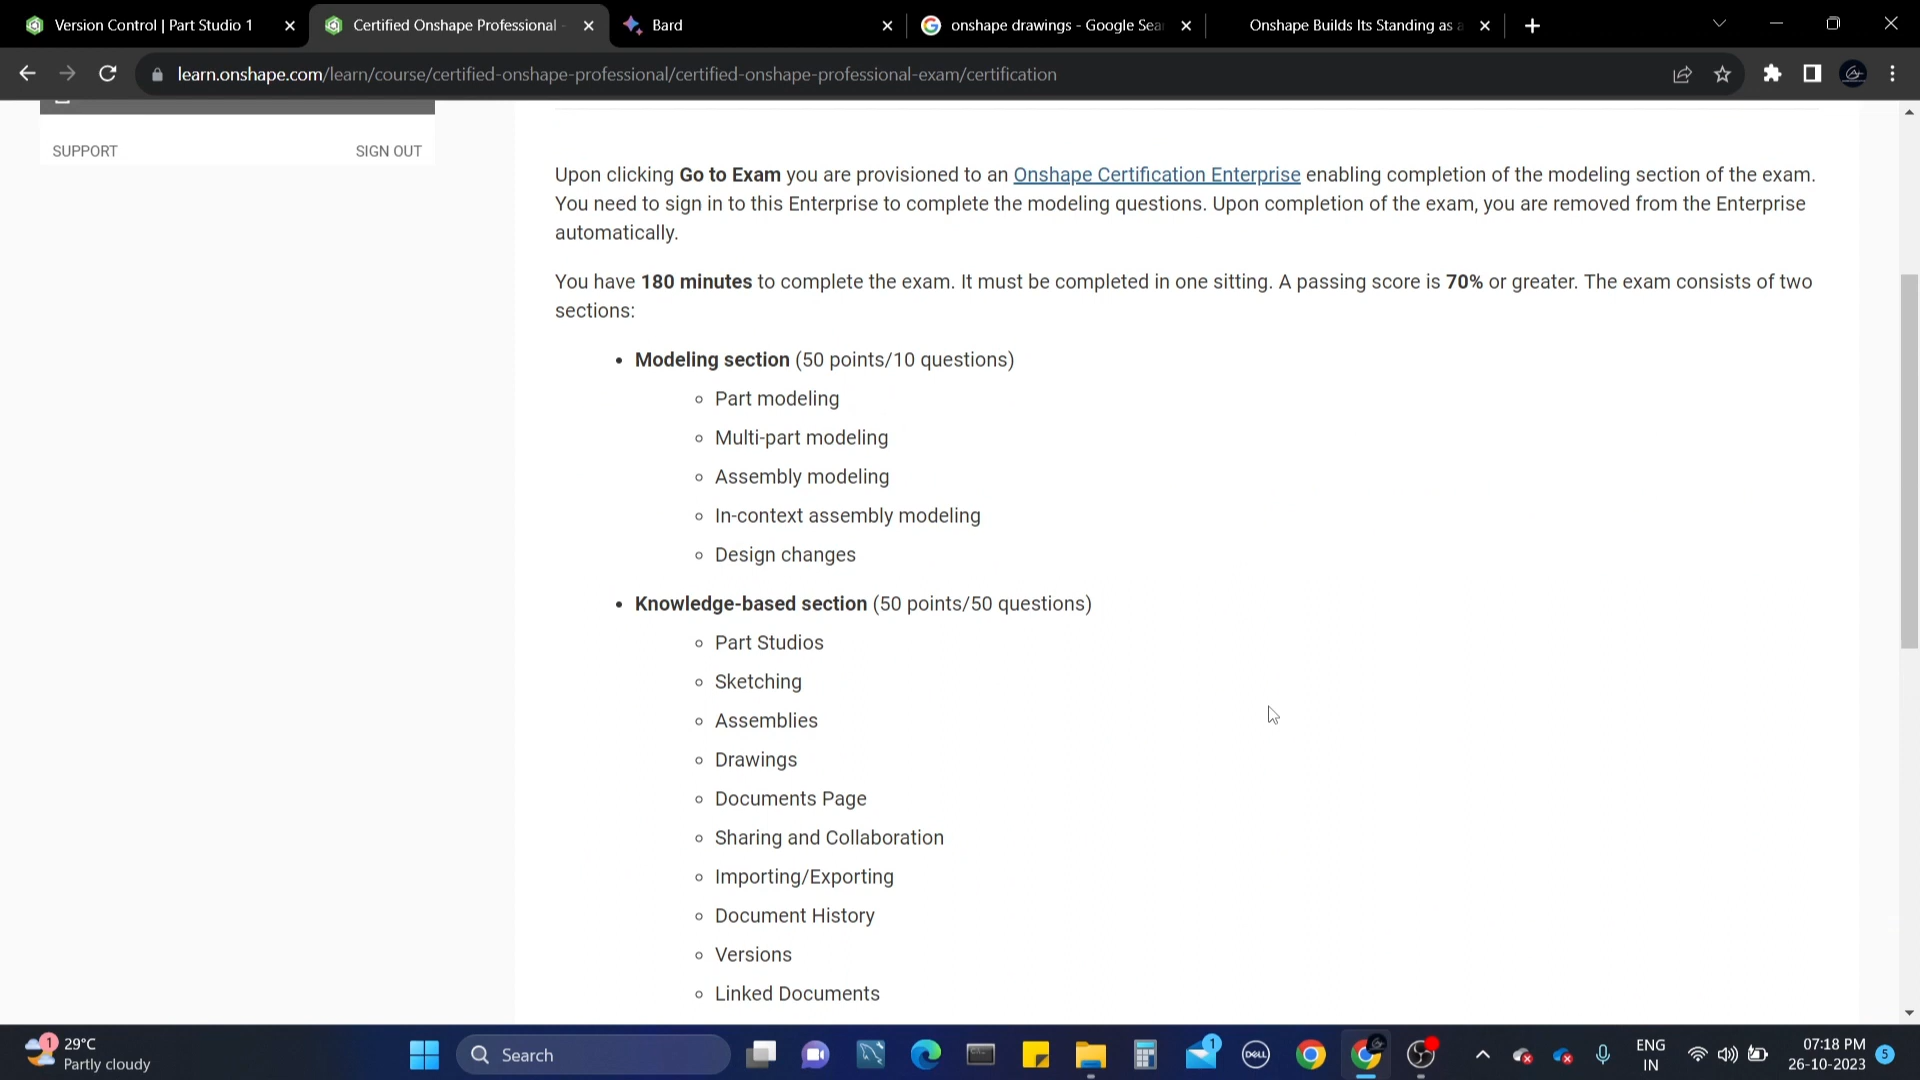 Version Control | Part Studio 1
Certified Onshape Professional -
Bard
onshape drawings - Google Sea
Onshape Builds Its Standing as a
learn.onshape.com/learn/course/certified-onshape-professional/certified-onshape-professional-exam/certification
SUPPORT
SIGN OUT
Upon clicking Go to Exam you are provisioned to an Onshape Certification Enterprise enabling completion of the modeling section of the exam.
You need to sign in to this Enterprise to complete the modeling questions. Upon completion of the exam, you are removed from the Enterprise
automatically.
You have 180 minutes to complete the exam. It must be completed in one sitting. A passing score is 70% or greater. The exam consists of two
sections:
• Modeling section (50 points/10 questions)
Part modeling
Multi-part modeling
Assembly modeling
In-context assembly modeling
Design changes
• Knowledge-based section (50 points/50 questions)
Part Studios
Sketching
Assemblies
Drawings
Documents Page
Sharing and Collaboration
Importing/Exporting
Document History
Versions
Linked Documents
1
29°C
Partly cloudy
Search
1
DELL
ENG
IN
07:18 PM
26-10-2023
5